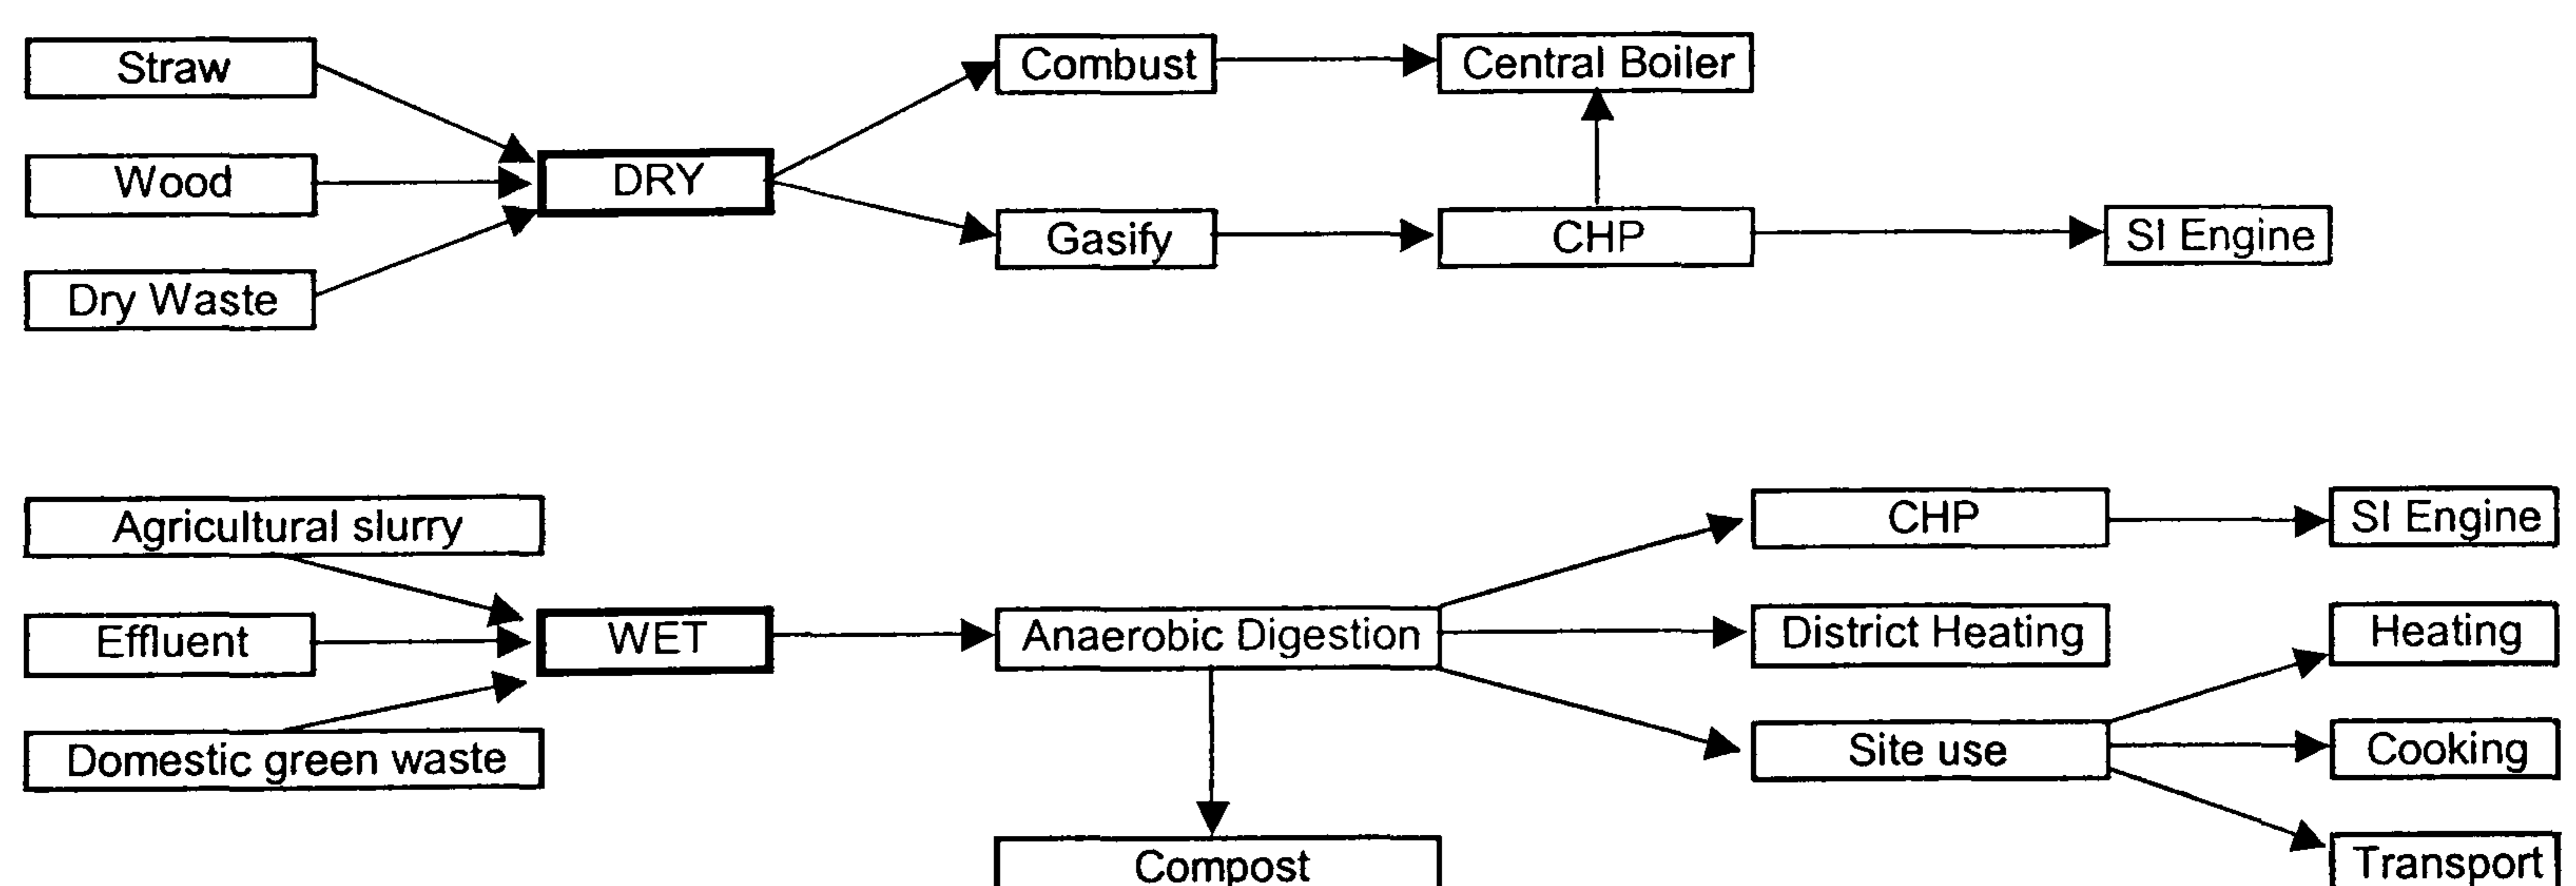 Straw
Combust
Central Boiler
Wood
DRY
Gasify
CHP
SI Engine
Dry Waste
Agricultural slurry
CHP
SI Engine
Effluent
WET
Anaerobic Digestion
District Heating
Heating
Domestic green waste
Site use
Cooking
Compost
Transport